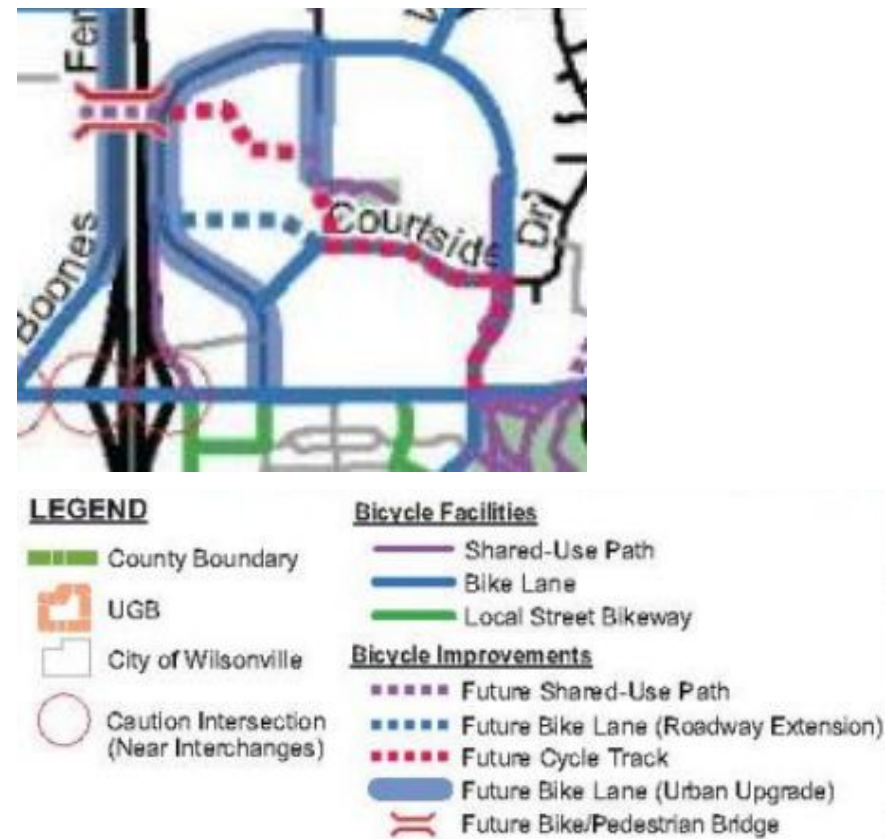 Fer
Boones
Courtside
Dr
LEGEND
County Boundary
UGB
City of Wilsonville
Caution Intersection
(Near Interchanges)
Bicycle Facilities
Shared-Use Path
Bike Lane
Local Street Bikeway
Bicycle Improvements
Future Shared-Use Path
Future Bike Lane (Roadway Extension)
Future Cycle Track
Future Bike Lane (Urban Upgrade)
Future Bike/Pedestrian Bridge